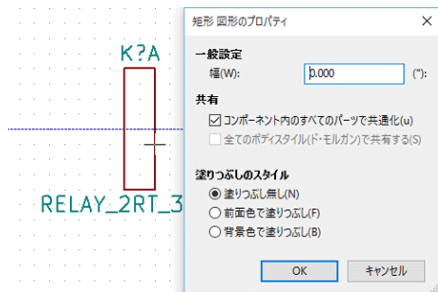 K?A
RELAY_2RT_3
矩形 図形のプロパティ
一般設定
幅(W): 0.000 ("):
共有
コンポーネント内のすべてのパーツで共通化(u)
全てのボディスタイル(ド・モルガン)で共有する(S)
塗りつぶしのスタイル
塗りつぶし無し(N)
前面色で塗りつぶし(F)
背景色で塗りつぶし(B)
OK キャンセル